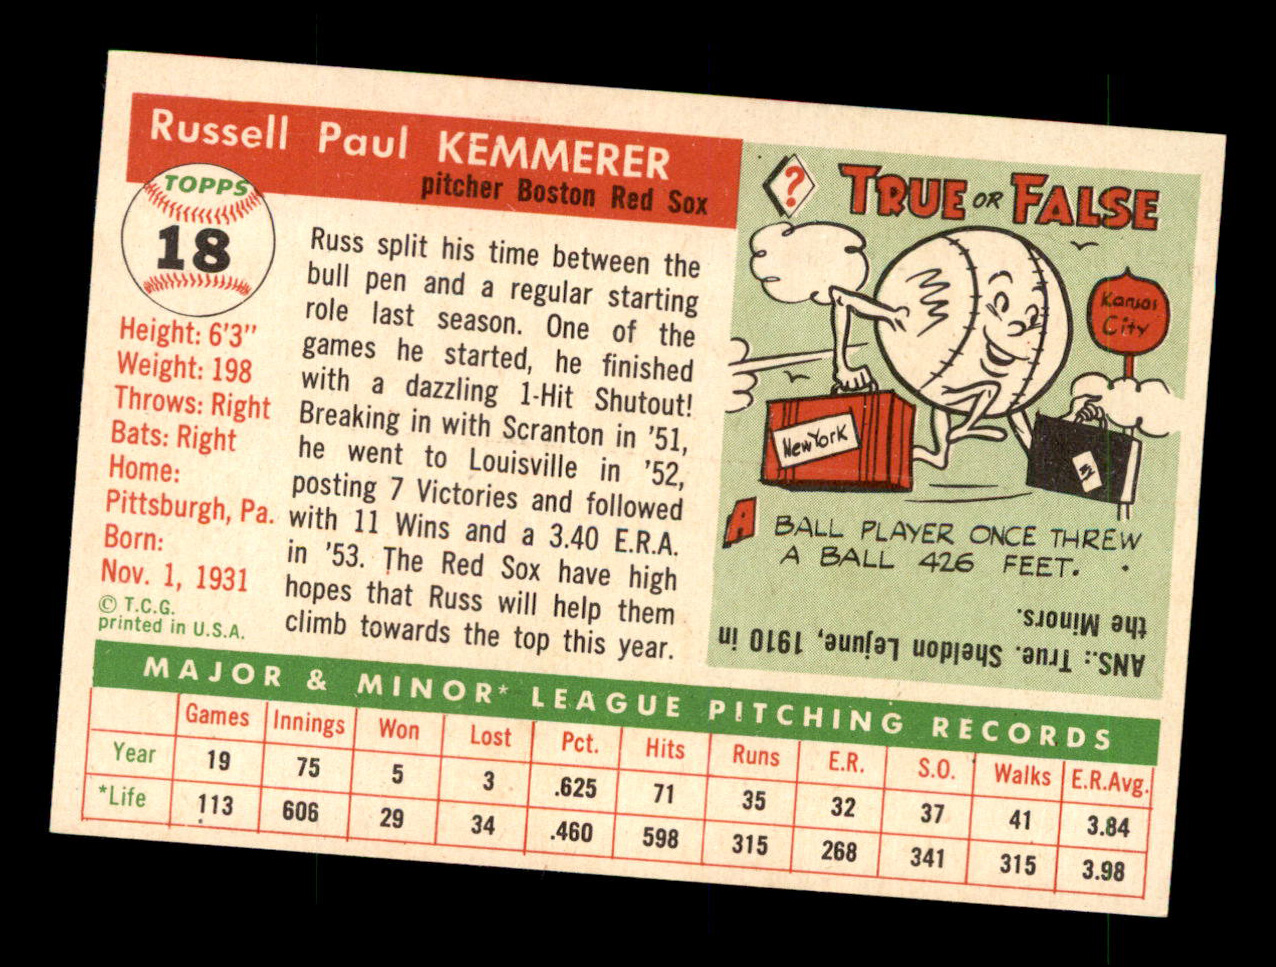 Russell Paul KEMMERER
pitcher Boston Red Sox
TOPPS
18
Height: 6'3"
Weight: 198
Throws: Right
Bats: Right
Home:
Pittsburgh, Pa.
Born:
Nov. 1, 1931
© T.C.G.
printed in U.S.A.
Russ split his time between the
bull pen and a regular starting
role last season. One of the
games he started, he finished
with a dazzling 1-Hit Shutout!
Breaking in with Scranton in '51,
he went to Louisville in '52,
posting 7 Victories and followed
with 11 Wins and a 3.40 E.R.A.
in '53. The Red Sox have high
hopes that Russ will help them
climb towards the top this year.
?
TRUE OR FALSE
Kansas
City
New York
A BALL PLAYER ONCE THREW
A BALL 426 FEET.
ANS.: True. Sheldon Lejune, 1910 in
the Minors.
MAJOR & MINOR* LEAGUE PITCHING RECORDS
Games Innings Won Lost Pct. Hits Runs E.R. S.O. Walks E.R.Avg.
Year 19 75 5 3 .625 71 35 32 37 41 3.84
*Life 113 606 29 34 .460 598 315 268 341 315 3.98